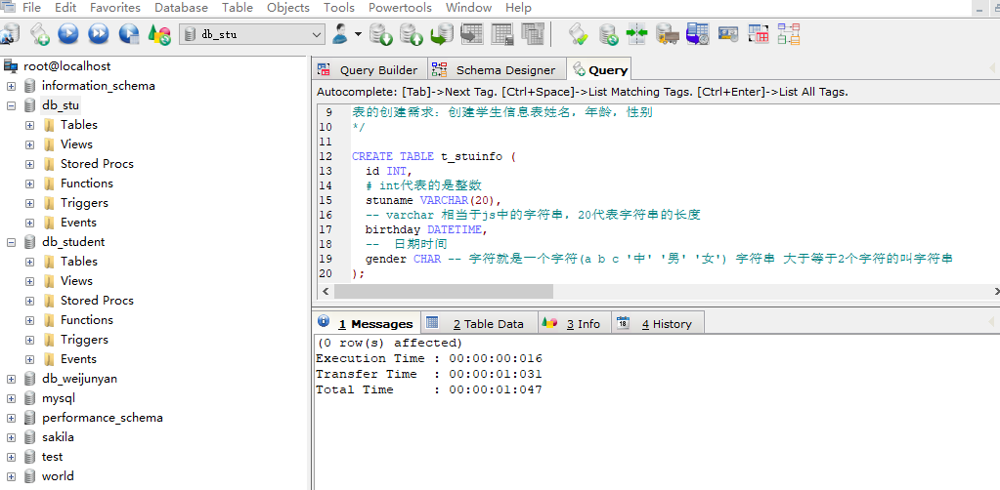 File Edit Favorites Database Table Objects Tools Powertools Window Help
db_stu
root@localhost
information_schema
db_stu
Tables
Views
Stored Procs
Functions
Triggers
Events
db_student
Tables
Views
Stored Procs
Functions
Triggers
Events
db_weijunyan
mysql
performance_schema
sakila
test
world
Query Builder Schema Designer Query
Autocomplete: [Tab]->Next Tag. [Ctrl+Space]->List Matching Tags. [Ctrl+Enter]->List All Tags.
9 表的创建需求：创建学生信息表姓名，年龄，性别
10 */
11
12 CREATE TABLE t_stuinfo (
13 id INT,
14 # int代表的是整数
15 stuname VARCHAR(20),
16 -- varchar 相当于js中的字符串，20代表字符串的长度
17 birthday DATETIME,
18 -- 日期时间
19 gender CHAR -- 字符就是一个字符(a b c '中' '男' '女') 字符串 大于等于2个字符的叫字符串
20 );
1 Messages 2 Table Data 3 Info 4 History
(0 row(s) affected)
Execution Time : 00:00:00:016
Transfer Time : 00:00:01:031
Total Time : 00:00:01:047